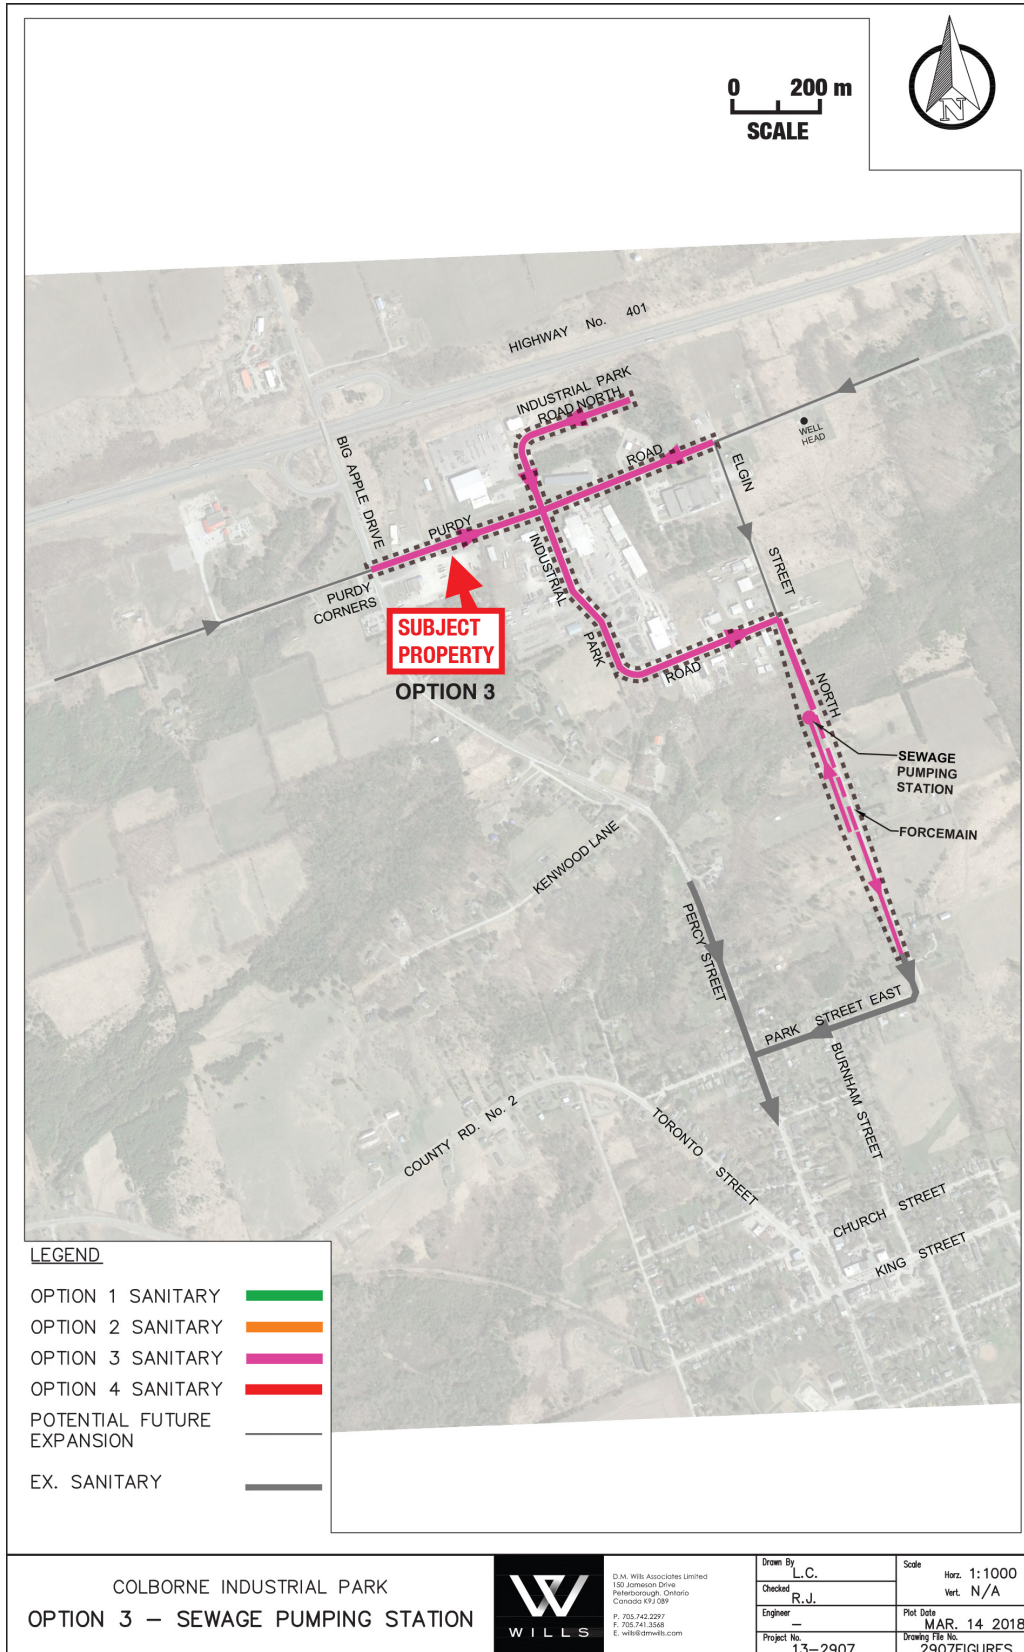 0 200 m
SCALE
N
HIGHWAY No. 401
INDUSTRIAL PARK
ROAD NORTH
WELL
HEAD
BIG APPLE DRIVE
ROAD
ELGIN
PURDY
STREET
INDUSTRIAL
PURDY
CORNERS
SUBJECT
PROPERTY
OPTION 3
PARK
ROAD
NORTH
SEWAGE
PUMPING
STATION
FORCEMAIN
KENWOOD LANE
PERCY STREET
PARK STREET EAST
BURNHAM STREET
COUNTY RD. No. 2
TORONTO STREET
CHURCH STREET
KING STREET
LEGEND
OPTION 1 SANITARY
OPTION 2 SANITARY
OPTION 3 SANITARY
OPTION 4 SANITARY
POTENTIAL FUTURE
EXPANSION
EX. SANITARY
COLBORNE INDUSTRIAL PARK
OPTION 3 – SEWAGE PUMPING STATION
W
WILLS
D.M. Wills Associates Limited
150 Jameson Drive
Peterborough, Ontario
Canada K9J 0B9
P. 705.742.2297
F. 705.741.3568
E. wills@dmwills.com
Drawn By
L.C.
Checked
R.J.
Engineer
–
Project No.
13–2907
Scale
Horz. 1:1000
Vert. N/A
Plot Date
MAR. 14 2018
Drawing File No.
2907FIGURES